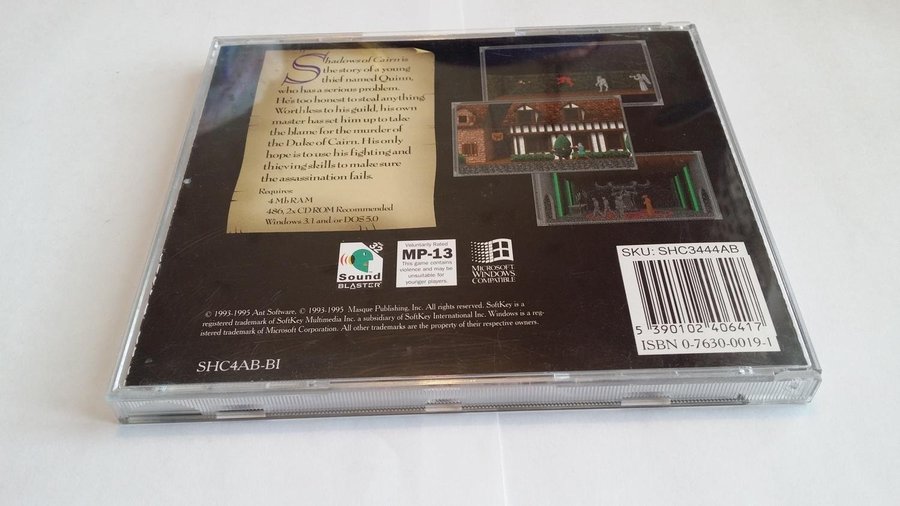 Shadows of Cairn is
the story of a young
thief named Quinn,
who has a serious problem.
He's too honest to steal anything.
Worthless to his guild, his own
master has set him up to take
the blame for the murder of
the Duke of Cairn. His only
hope is to use his fighting and
thieving skills to make sure
the assassination fails.
Requires:
4 Mb RAM
486, 2x CD ROM Recommended
Windows 3.1 and/or DOS 5.0
Sound
BLASTER
Voluntarily Rated
MP-13
This game contains
violence and may be
unsuitable for
younger players.
MICROSOFT
WINDOWS
COMPATIBLE
© 1993-1995 Ant Software, © 1993-1995 Masque Publishing, Inc. All rights reserved. SoftKey is a
registered trademark of SoftKey Multimedia Inc. a subsidiary of SoftKey International Inc. Windows is a reg-
istered trademark of Microsoft Corporation. All other trademarks are the property of their respective owners.
SHC4AB-BI
SKU: SHC3444AB
5 390102 406417
ISBN 0-7630-0019-1